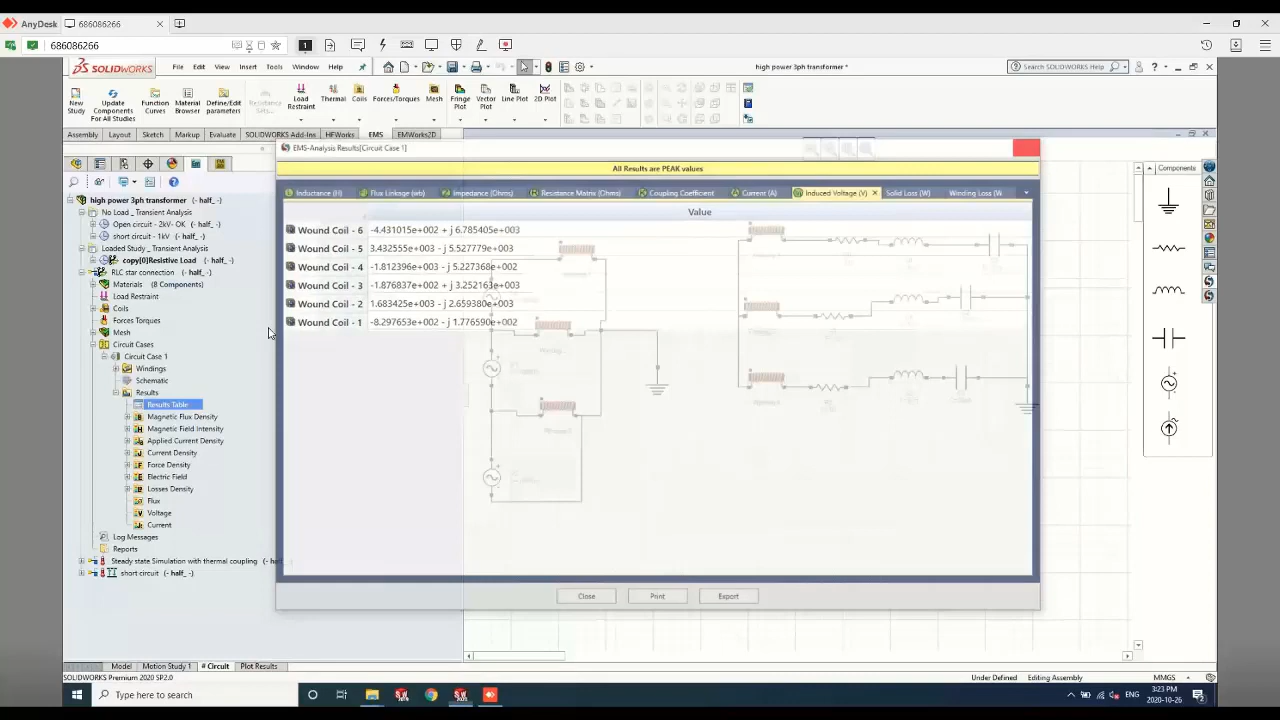 AnyDesk 686086266
686086266 1
SOLIDWORKS File Edit View Insert Tools Window Help high power 3ph transformer * Search SOLIDWORKS Help
New Study
Update Components For All Studies
Function Curves
Material Browser
Define/Edit parameters
Load Restraint
Thermal
Coils
Forces/Torques
Mesh
Fringe Plot
Vector Plot
Line Plot
2D Plot
Assembly Layout Sketch Markup Evaluate SOLIDWORKS Add-Ins HFWorks EMS EMWorks2D
EMS-Analysis Results[Circuit Case 1]
All Results are PEAK values
Inductance (H) Flux Linkage (wb) Impedance (Ohms) Resistance Matrix (Ohms) Coupling Coefficient Current (A) Induced Voltage (V) Solid Loss (W) Winding Loss (W
Value
Wound Coil - 6 -4.431015e+002 + j 6.785405e+003
Wound Coil - 5 3.432555e+003 - j 5.527779e+003
Wound Coil - 4 -1.812396e+003 - j 5.227368e+002
Wound Coil - 3 -1.876837e+002 + j 3.252163e+003
Wound Coil - 2 1.683425e+003 - j 2.659380e+003
Wound Coil - 1 -8.297653e+002 - j 1.776590e+002
Close Print Export
high power 3ph transformer (- half_ -)
No Load _ Transient Analysis
Open circuit - 2kV- OK (- half_ -)
short circuit - 1kV (- half_ -)
Loaded Study _ Transient Analysis
copy[0]Resistive Load (- half_ -)
RLC star connection (- half_ -)
Materials (8 Components)
Load Restraint
Coils
Forces Torques
Mesh
Circuit Cases
Circuit Case 1
Windings
Schematic
Results
Results Table
Magnetic Flux Density
Magnetic Field Intensity
Applied Current Density
Current Density
Force Density
Electric Field
Losses Density
Flux
Voltage
Current
Log Messages
Reports
Steady state Simulation with thermal coupling (- half_
short circuit (- half_ -)
Components
Model Motion Study 1 # Circuit Plot Results
SOLIDWORKS Premium 2020 SP2.0 Under Defined Editing Assembly MMGS
Type here to search
ENG
3:23 PM
2020-10-26